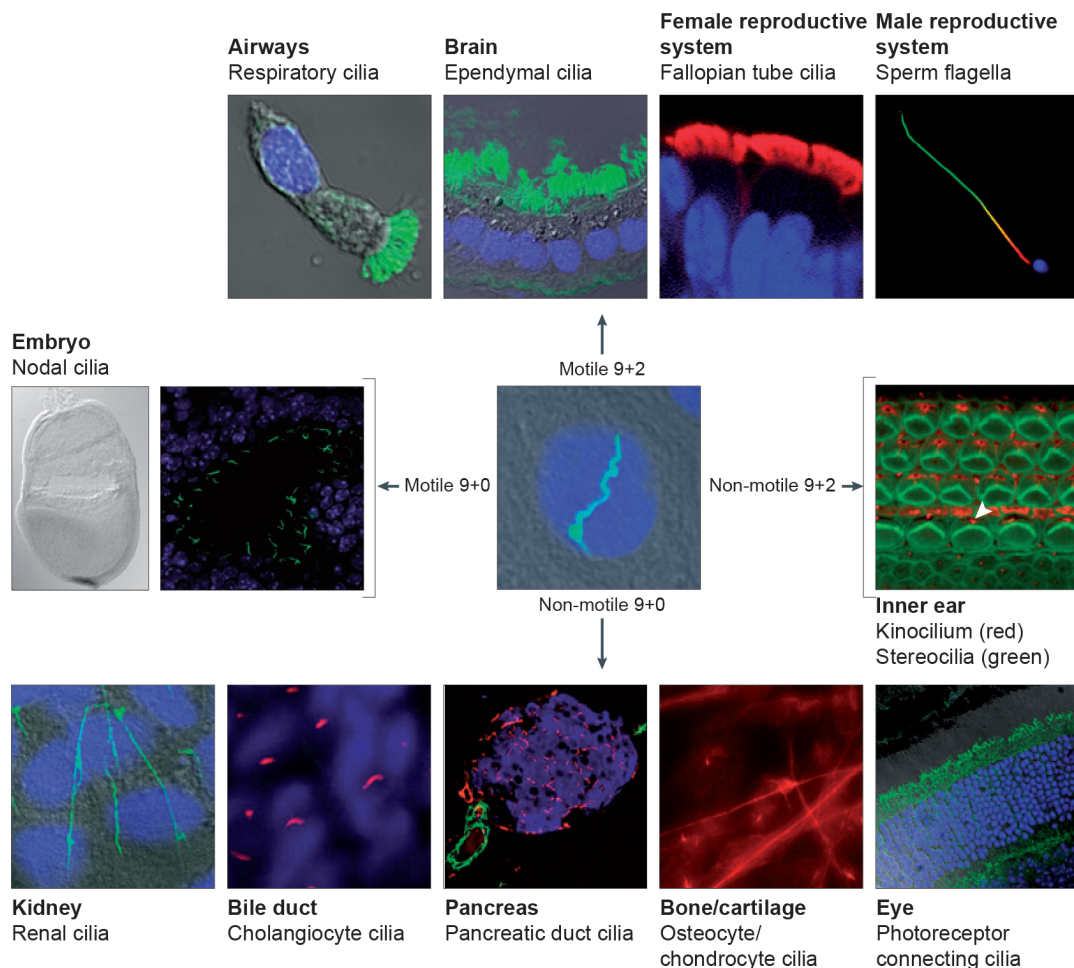 Airways
Respiratory cilia
Brain
Ependymal cilia
Female reproductive
system
Fallopian tube cilia
Male reproductive
system
Sperm flagella
Embryo
Nodal cilia
Motile 9+2
Motile 9+0
Non-motile 9+2
Non-motile 9+0
Inner ear
Kinocilium (red)
Stereocilia (green)
Kidney
Renal cilia
Bile duct
Cholangiocyte cilia
Pancreas
Pancreatic duct cilia
Bone/cartilage
Osteocyte/
chondrocyte cilia
Eye
Photoreceptor
connecting cilia